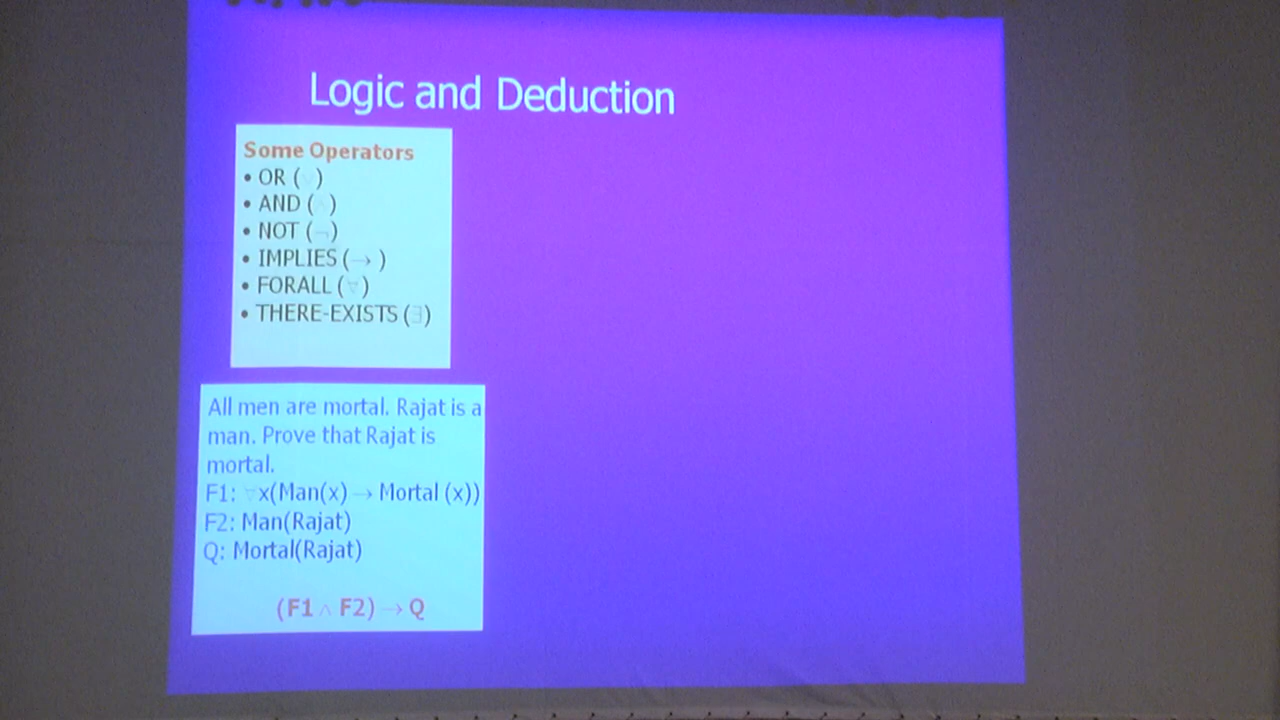 Logic and Deduction
Some Operators
• OR (∨)
• AND (∧)
• NOT (¬)
• IMPLIES (→ )
• FORALL (∀)
• THERE-EXISTS (∃)
All men are mortal. Rajat is a
man. Prove that Rajat is
mortal.
F1: ∀x(Man(x) → Mortal (x))
F2: Man(Rajat)
Q: Mortal(Rajat)
(F1 ∧ F2) → Q